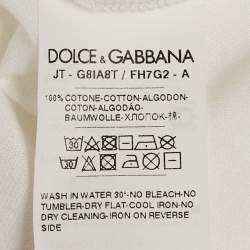 DOLCE & GABBANA
JT - G8IA8T / FH7G2 - A
100% COTONE-COTTON-ALGODON-
COTON-ALGODÃO-
BAUMWOLLE-ХЛОПОК-棉-
WASH IN WATER 30°-NO BLEACH-NO
TUMBLER-DRY FLAT-COOL IRON-NO
DRY CLEANING-IRON ON REVERSE
SIDE